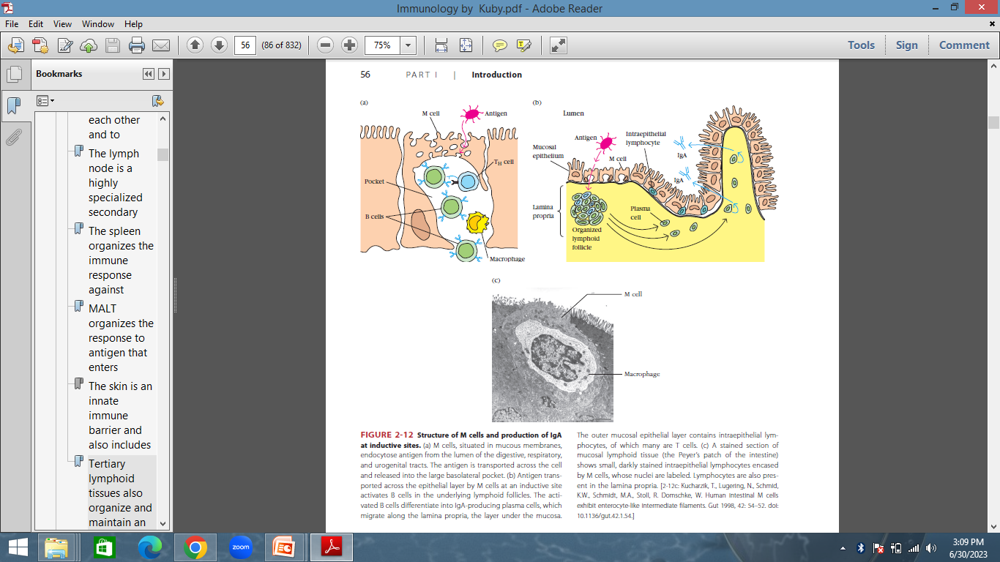 Immunology by Kuby.pdf - Adobe Reader
File Edit View Window Help
56 (86 of 832) 75% Tools Sign Comment
Bookmarks
each other
and to
The lymph
node is a
highly
specialized
secondary
The spleen
organizes the
immune
response
against
MALT
organizes the
response to
antigen that
enters
The skin is an
innate
immune
barrier and
also includes
Tertiary
lymphoid
tissues also
organize and
maintain an
56 PART I | Introduction
(a)
M cell
Antigen
TH cell
Pocket
B cells
Macrophage
(b)
Lumen
Antigen
Intraepithelial
lymphocyte
Mucosal
epithelium
M cell
IgA
IgA
Lamina
propria
Plasma
cell
Organized
lymphoid
follicle
(c)
M cell
Macrophage
FIGURE 2-12 Structure of M cells and production of IgA
at inductive sites. (a) M cells, situated in mucous membranes,
endocytose antigen from the lumen of the digestive, respiratory,
and urogenital tracts. The antigen is transported across the cell
and released into the large basolateral pocket. (b) Antigen trans-
ported across the epithelial layer by M cells at an inductive site
activates B cells in the underlying lymphoid follicles. The acti-
vated B cells differentiate into IgA-producing plasma cells, which
migrate along the lamina propria, the layer under the mucosa.
The outer mucosal epithelial layer contains intraepithelial lym-
phocytes, of which many are T cells. (c) A stained section of
mucosal lymphoid tissue (the Peyer's patch of the intestine)
shows small, darkly stained intraepithelial lymphocytes encased
by M cells, whose nuclei are labeled. Lymphocytes are also pres-
ent in the lamina propria. [2-12c: Kucharzik, T., Lugering, N., Schmid,
K.W., Schmidt, M.A., Stoll, R. Domschke, W. Human intestinal M cells
exhibit enterocyte-like intermediate filaments. Gut 1998, 42: 54-52. doi:
10.1136/gut.42.1.54.]
zoom
3:09 PM
6/30/2023